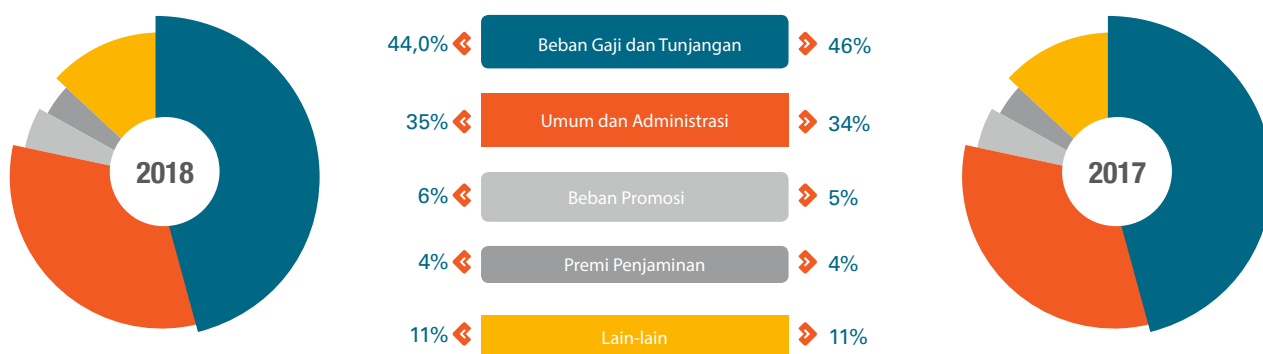 2018
44,0% Beban Gaji dan Tunjangan 46%
35% Umum dan Administrasi 34%
6% Beban Promosi 5%
4% Premi Penjaminan 4%
11% Lain-lain 11%
2017